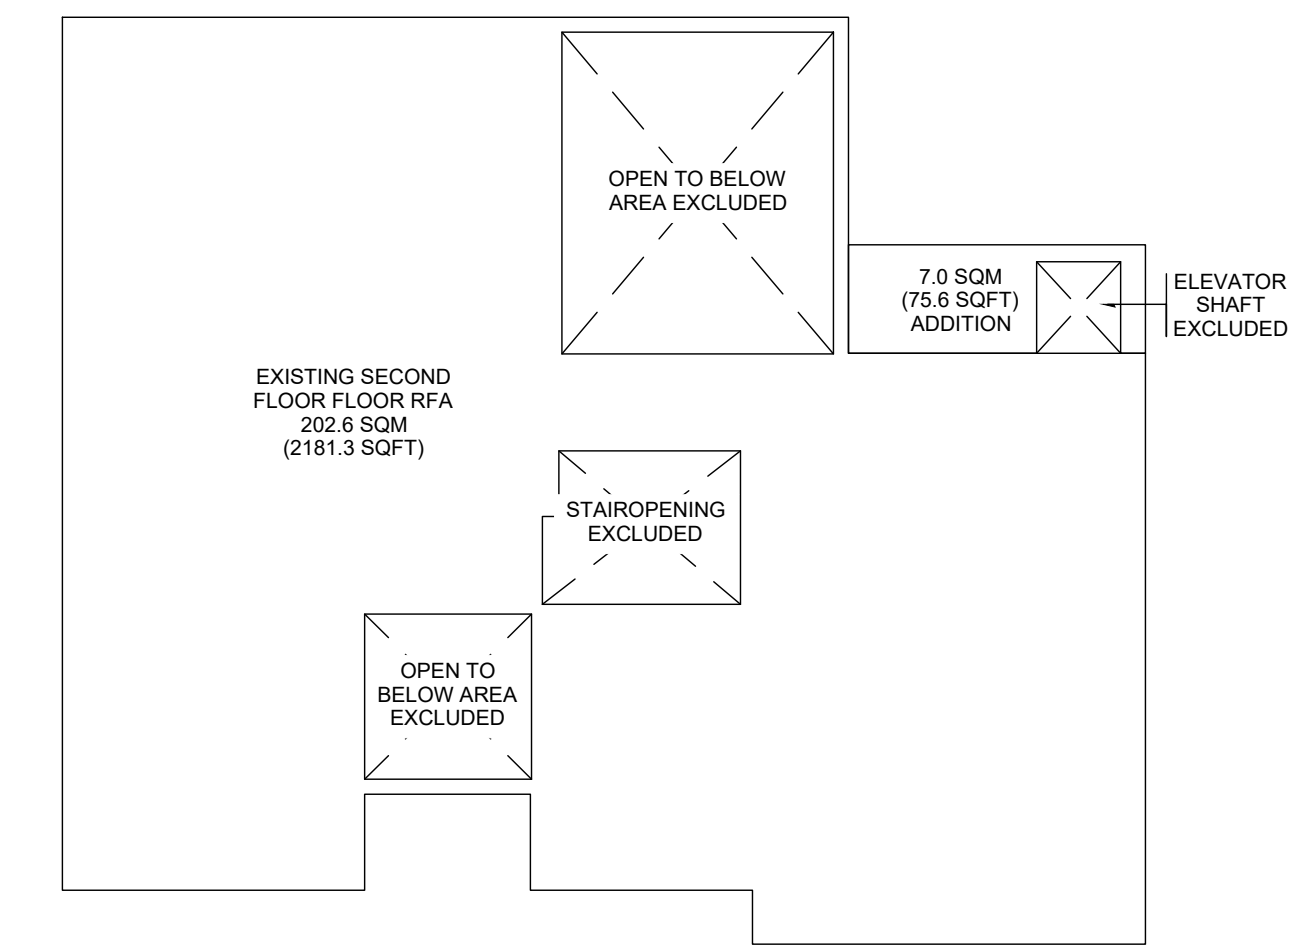 OPEN TO BELOW
AREA EXCLUDED
7.0 SQM
(75.6 SQFT)
ADDITION
ELEVATOR
SHAFT
EXCLUDED
EXISTING SECOND
FLOOR FLOOR RFA
202.6 SQM
(2181.3 SQFT)
STAIROPENING
EXCLUDED
OPEN TO
BELOW AREA
EXCLUDED